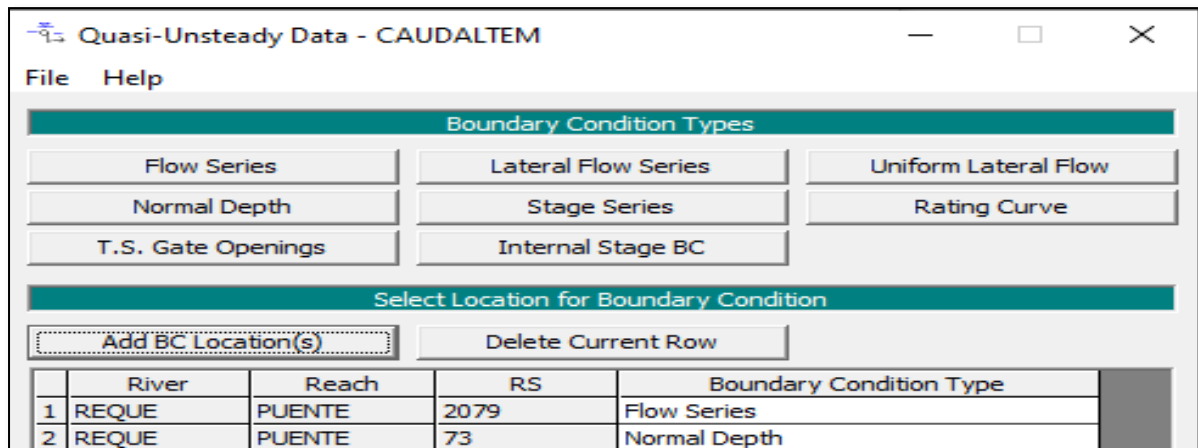 Quasi-Unsteady Data - CAUDALTEM
File Help
Boundary Condition Types
Flow Series Lateral Flow Series Uniform Lateral Flow
Normal Depth Stage Series Rating Curve
T.S. Gate Openings Internal Stage BC
Select Location for Boundary Condition
Add BC Location(s) Delete Current Row
River Reach RS Boundary Condition Type
1 REQUE PUENTE 2079 Flow Series
2 REQUE PUENTE 73 Normal Depth